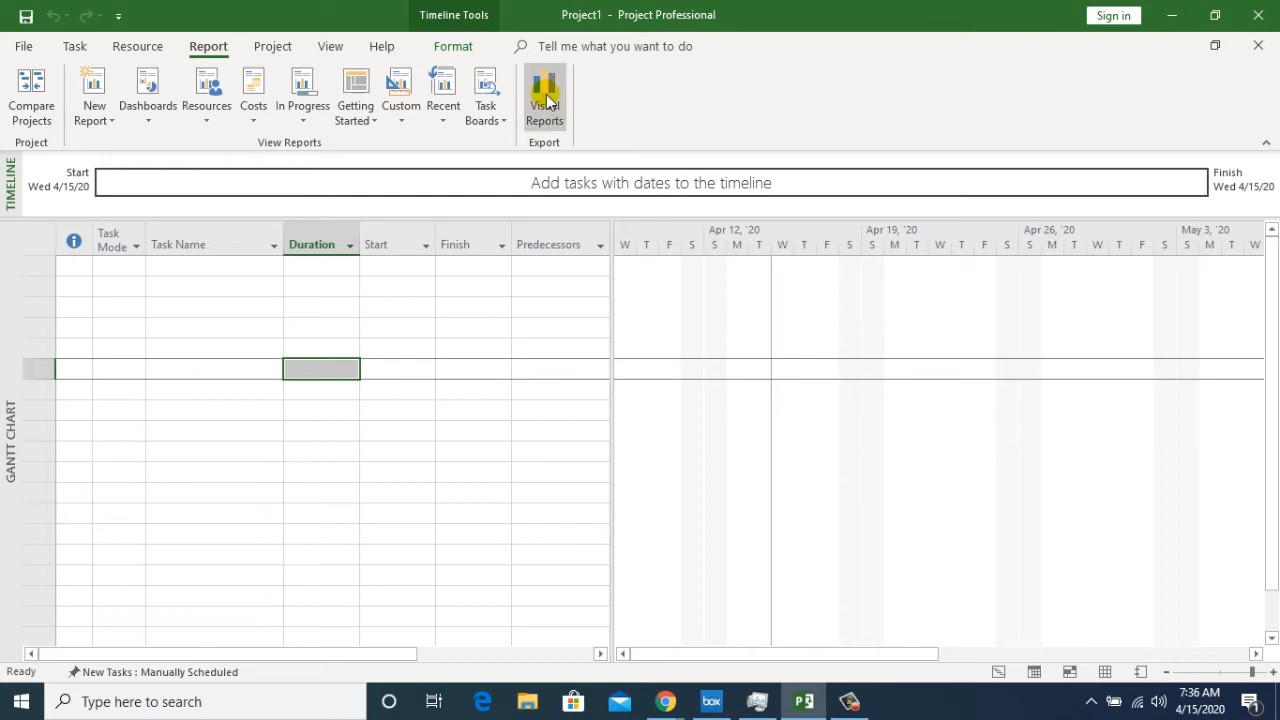 Timeline Tools
Project1 - Project Professional
Sign in
File Task Resource Report Project View Help Format Tell me what you want to do
Compare Projects
New Report
Dashboards
Resources
Costs
In Progress
Getting Started
Custom
Recent
Task Boards
Visual Reports
Project
View Reports
Export
TIMELINE
Start
Wed 4/15/20
Add tasks with dates to the timeline
Finish
Wed 4/15/20
Task Mode
Task Name
Duration
Start
Finish
Predecessors
Apr 12, '20 Apr 19, '20 Apr 26, '20 May 3, '20
W T F S S M T W T F S S M T W T F S S M T W T F S S M T W
GANTT CHART
Ready
New Tasks : Manually Scheduled
Type here to search
box
7:36 AM
4/15/2020
1